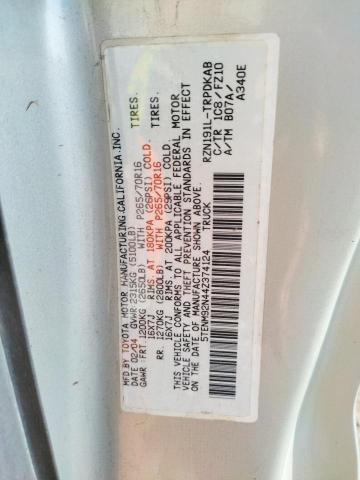 MFD.BY TOYOTA MOTOR MANUFACTURING CALIFORNIA INC.
DATE 02/04 GVWR 2315KG (5100LB)
GAWR: FRT.1200KG (2650LB) WITH P265/70R16 TIRES.
16X7J RIMS. AT 180KPA (26PSI) COLD.
RR. 1270KG (2800LB) WITH P265/70R16 TIRES.
16X7J RIMS. AT 200KPA (29PSI) COLD.
THIS VEHICLE CONFORMS TO ALL APPLICABLE FEDERAL MOTOR
VEHICLE SAFETY AND THEFT PREVENTION STANDARDS IN EFFECT
ON THE DATE OF MANUFACTURE SHOWN ABOVE.
5TENM92N44Z374124 TRUCK
RZN191L-TRPDKAB
C/TR 1C8/FZ10
A/TM B07A/
A340E